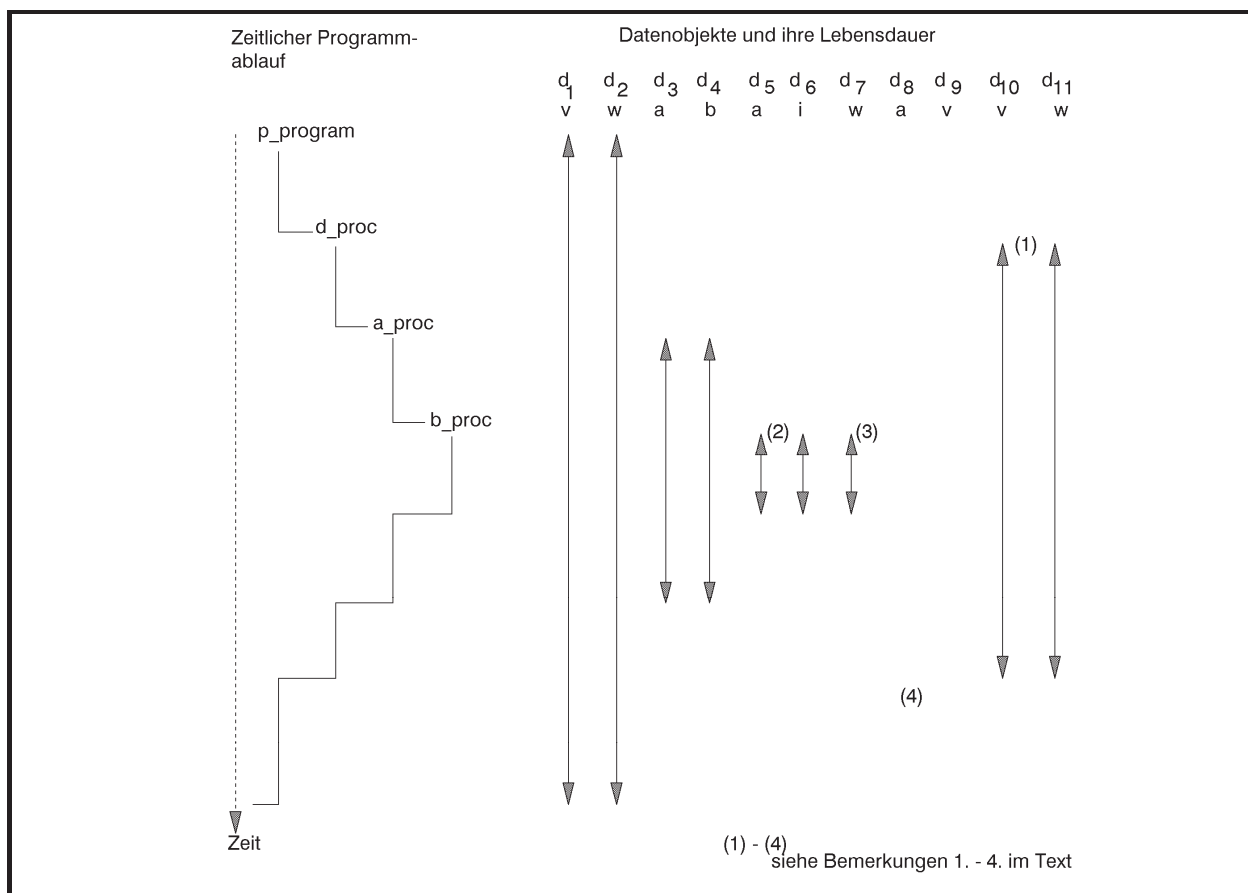 Zeitlicher Programm-
ablauf
Datenobjekte und ihre Lebensdauer
d1 d2 d3 d4 d5 d6 d7 d8 d9 d10 d11
v w a b a i w a v v w
p_program
d_proc
(1)
a_proc
b_proc
(2) (3)
(4)
Zeit
(1) - (4)
siehe Bemerkungen 1. - 4. im Text